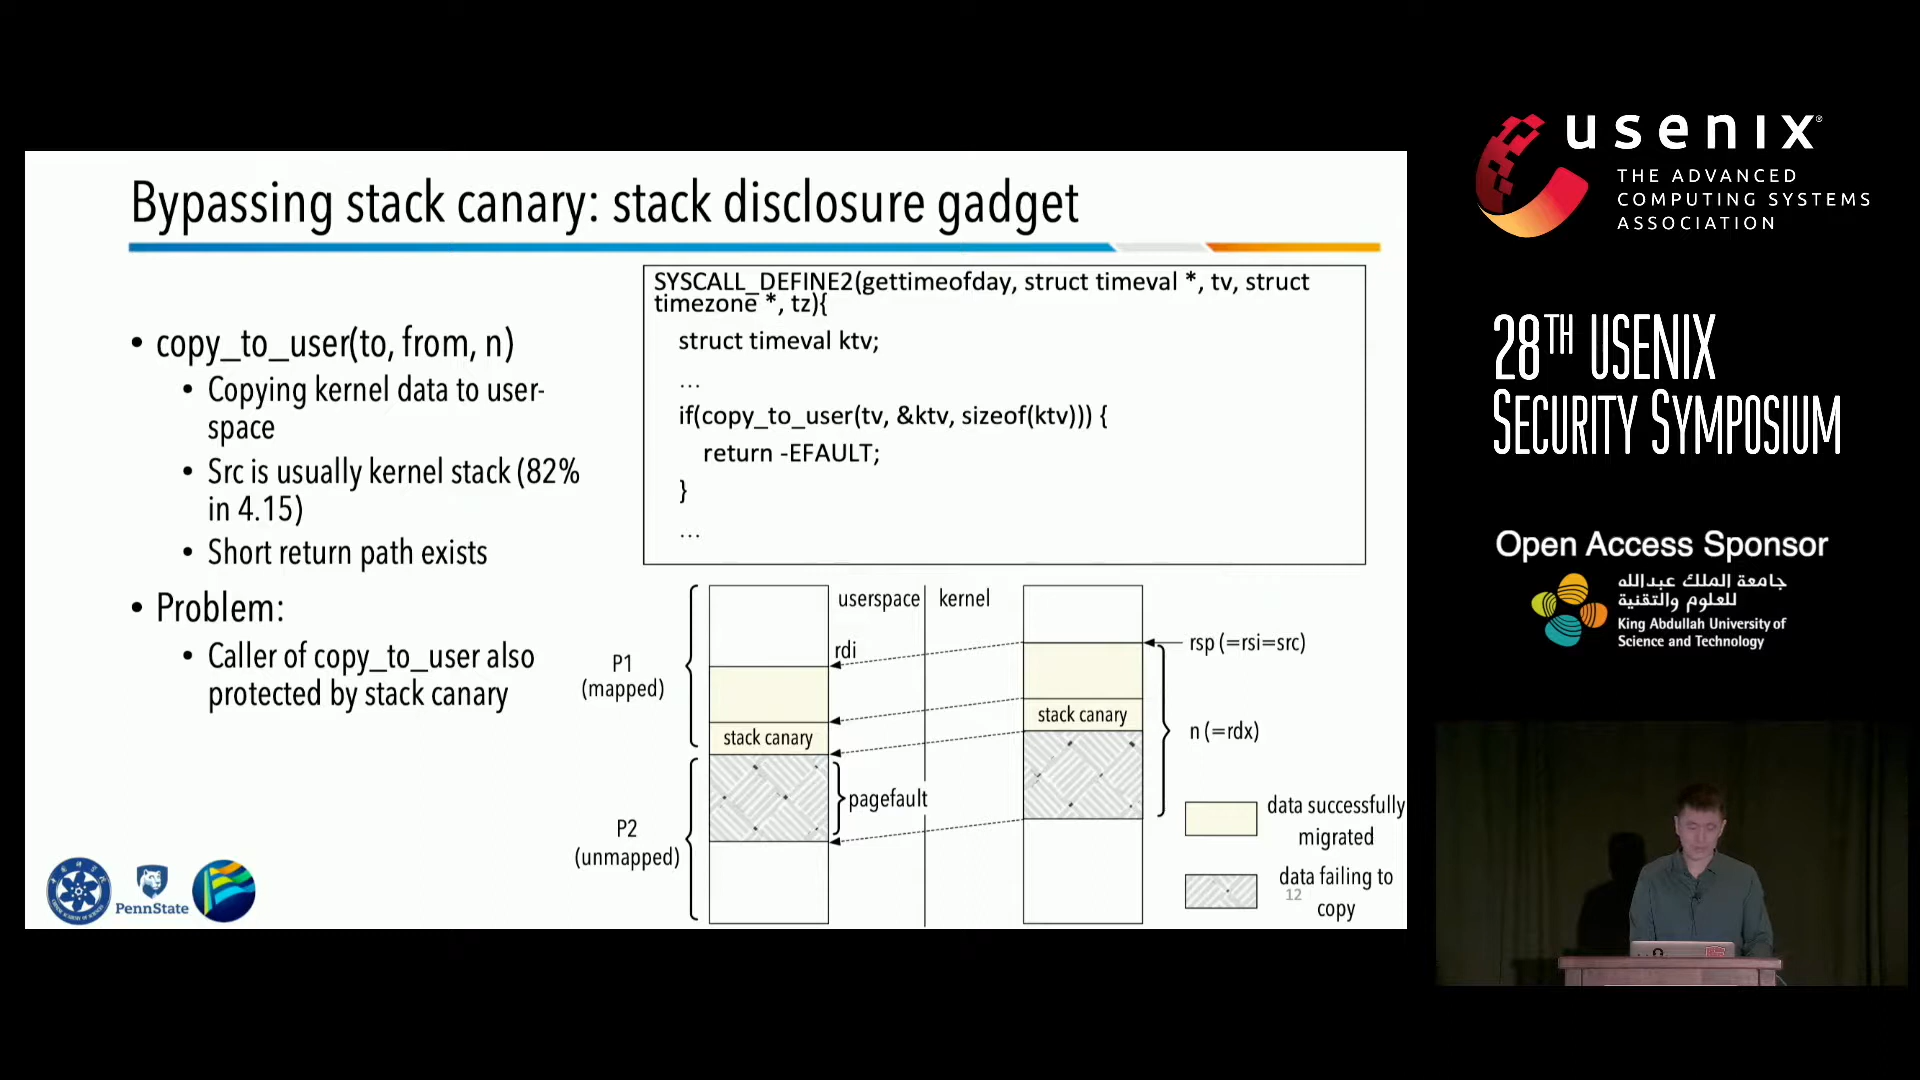 Bypassing stack canary: stack disclosure gadget
• copy_to_user(to, from, n)
• Copying kernel data to user-
space
• Src is usually kernel stack (82%
in 4.15)
• Short return path exists
• Problem:
• Caller of copy_to_user also
protected by stack canary
SYSCALL_DEFINE2(gettimeofday, struct timeval *, tv, struct
timezone *, tz){
struct timeval ktv;
...
if(copy_to_user(tv, &ktv, sizeof(ktv))) {
return -EFAULT;
}
...
userspace
kernel
rdi
rsp (=rsi=src)
P1
(mapped)
stack canary
stack canary
n (=rdx)
pagefault
P2
(unmapped)
data successfully
migrated
data failing to
copy
12
PennState
usenix®
THE ADVANCED
COMPUTING SYSTEMS
ASSOCIATION
28TH USENIX
SECURITY SYMPOSIUM
Open Access Sponsor
جامعة الملك عبدالله
للعلوم والتقنية
King Abdullah University of
Science and Technology